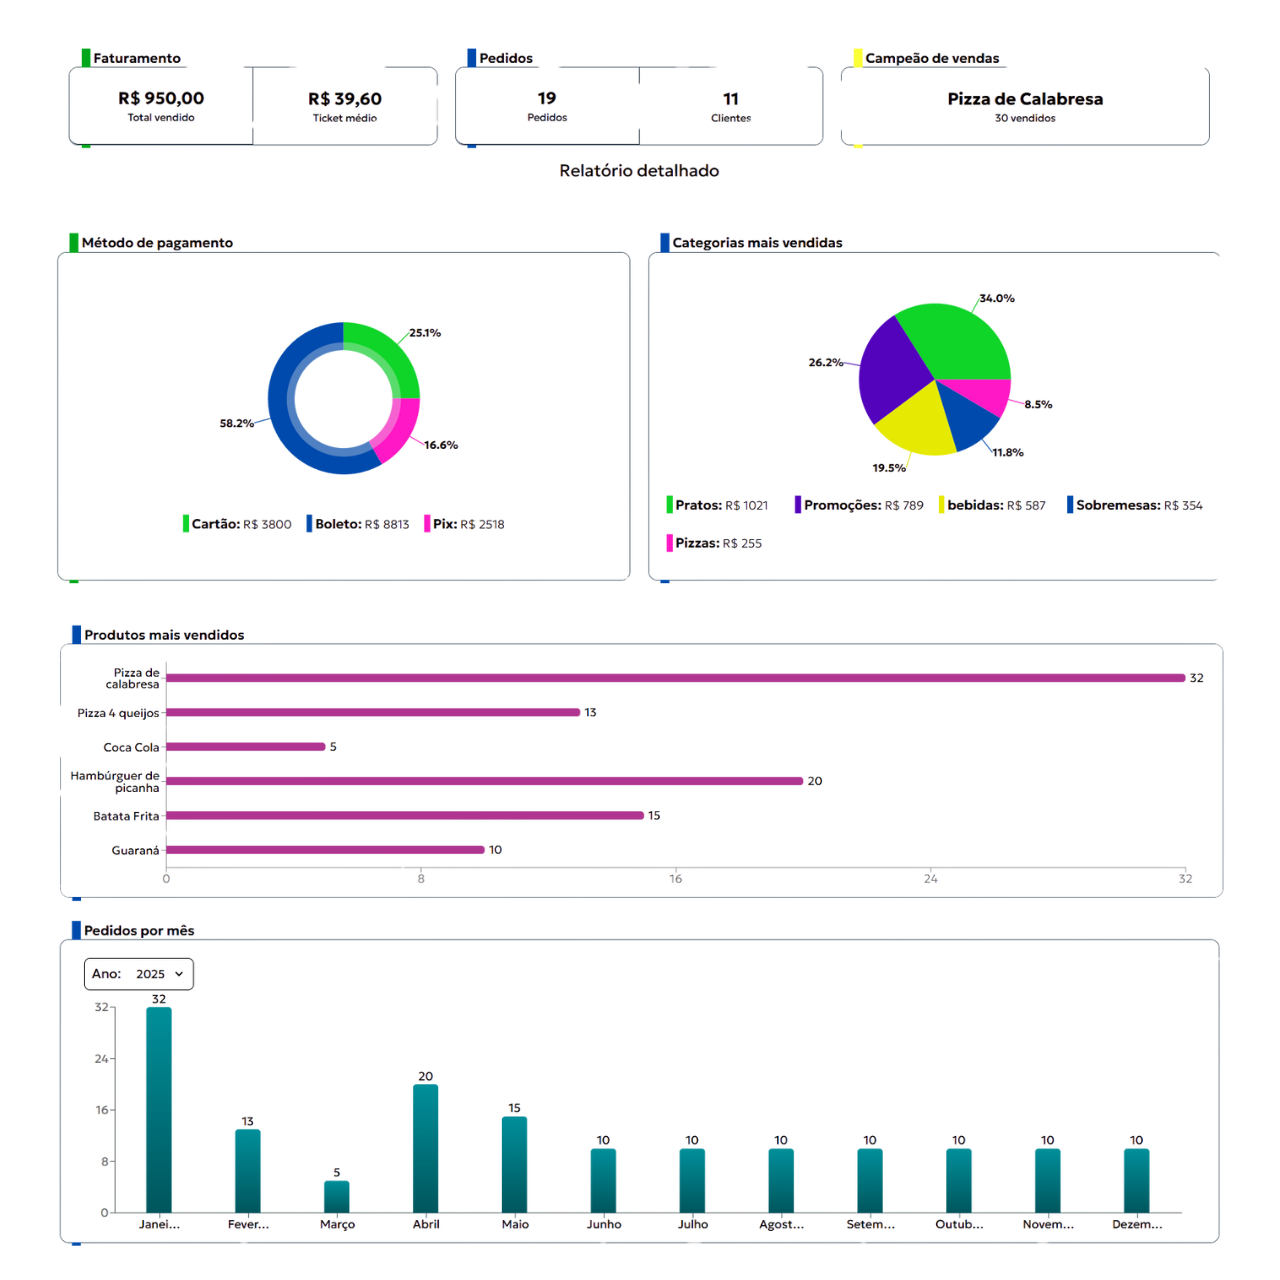 Faturamento
R$ 950,00
Total vendido
R$ 39,60
Ticket médio
Pedidos
19
Pedidos
11
Clientes
Campeão de vendas
Pizza de Calabresa
30 vendidos
Relatório detalhado
Método de pagamento
25.1%
58.2%
16.6%
Cartão: R$ 3800 Boleto: R$ 8813 Pix: R$ 2518
Categorias mais vendidas
34.0%
26.2%
8.5%
11.8%
19.5%
Pratos: R$ 1021 Promoções: R$ 789 bebidas: R$ 587 Sobremesas: R$ 354
Pizzas: R$ 255
Produtos mais vendidos
Pizza de
calabresa
32
Pizza 4 queijos 13
Coca Cola 5
Hambúrguer de
picanha
20
Batata Frita 15
Guaraná 10
0 8 16 24 32
Pedidos por mês
Ano: 2025
32
24
16
8
0
32 13 5 20 15 10 10 10 10 10 10 10
Janei... Fever... Março Abril Maio Junho Julho Agost... Setem... Outub... Novem... Dezem...